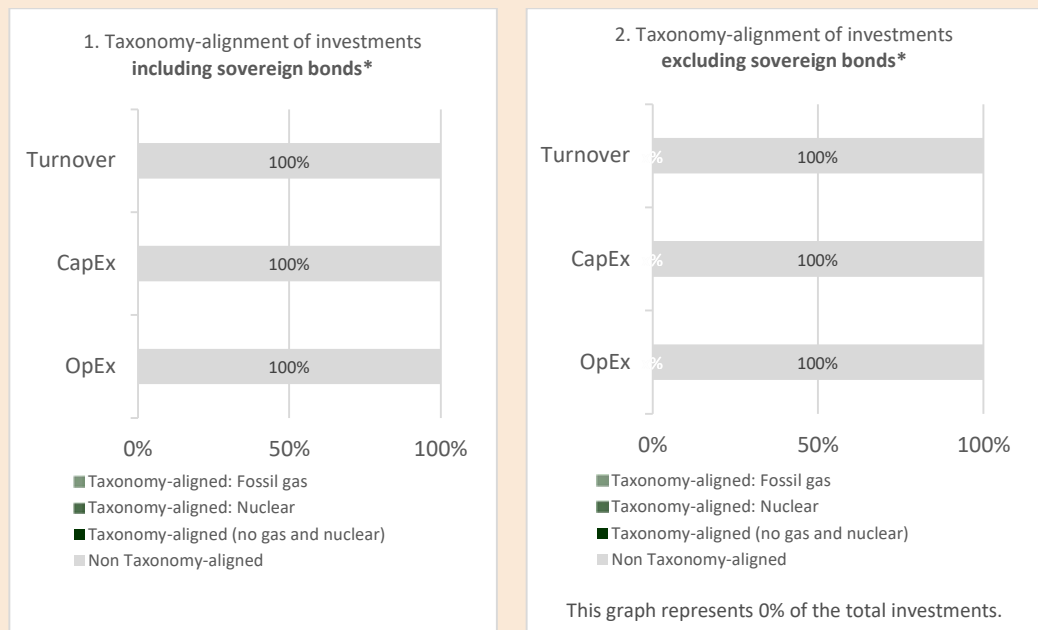 1. Taxonomy-alignment of investments
including sovereign bonds*
Turnover
100%
CapEx
100%
OpEx
100%
0% 50% 100%
Taxonomy-aligned: Fossil gas
Taxonomy-aligned: Nuclear
Taxonomy-aligned (no gas and nuclear)
Non Taxonomy-aligned
2. Taxonomy-alignment of investments
excluding sovereign bonds*
Turnover
% 100%
CapEx
% 100%
OpEx
% 100%
0% 50% 100%
Taxonomy-aligned: Fossil gas
Taxonomy-aligned: Nuclear
Taxonomy-aligned (no gas and nuclear)
Non Taxonomy-aligned
This graph represents 0% of the total investments.